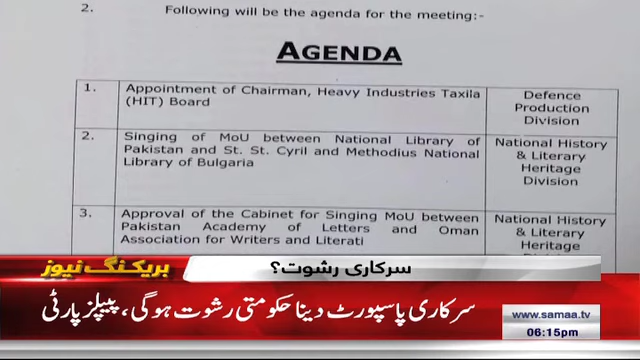 2. Following will be the agenda for the meeting:-
AGENDA
1. Appointment of Chairman, Heavy Industries Taxila
(HIT) Board
Defence
Production
Division
2. Singing of MoU between National Library of
Pakistan and St. St. Cyril and Methodius National
Library of Bulgaria
National History
& Literary
Heritage
Division
3. Approval of the Cabinet for Singing MoU between
Pakistan Academy of Letters and Oman
Association for Writers and Literati
National History
& Literary
Heritage
بریکنگ نیوز
سرکاری رشوت؟
سرکاری پاسپورٹ دینا حکومتی رشوت ہوگی، پیپلز پارٹی
www.samaa.tv
06:15pm